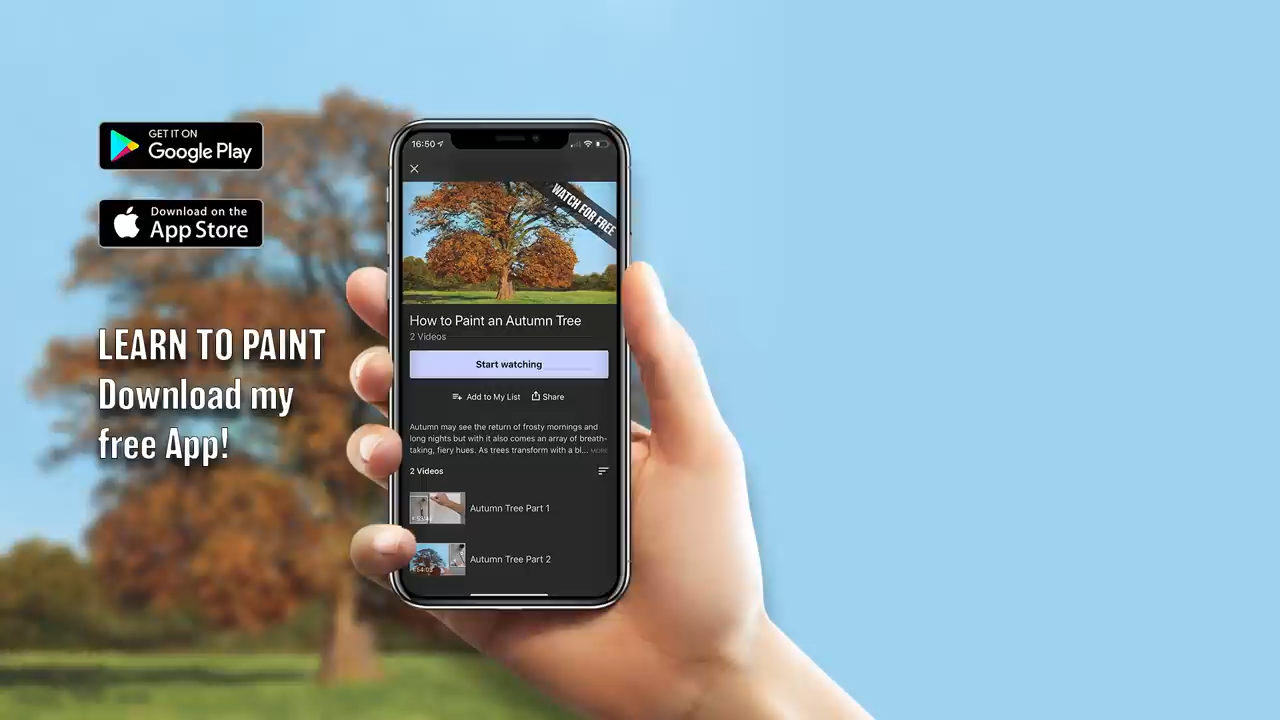 GET IT ON
Google Play
Download on the
App Store
LEARN TO PAINT
Download my
free App!
16:50
WATCH FOR FREE
How to Paint an Autumn Tree
2 Videos
Start watching
Add to My List
Share
Autumn may see the return of frosty mornings and
long nights but with it also comes an array of breath-
taking, fiery hues. As trees transform with a bl... MORE
2 Videos
Autumn Tree Part 1
Autumn Tree Part 2